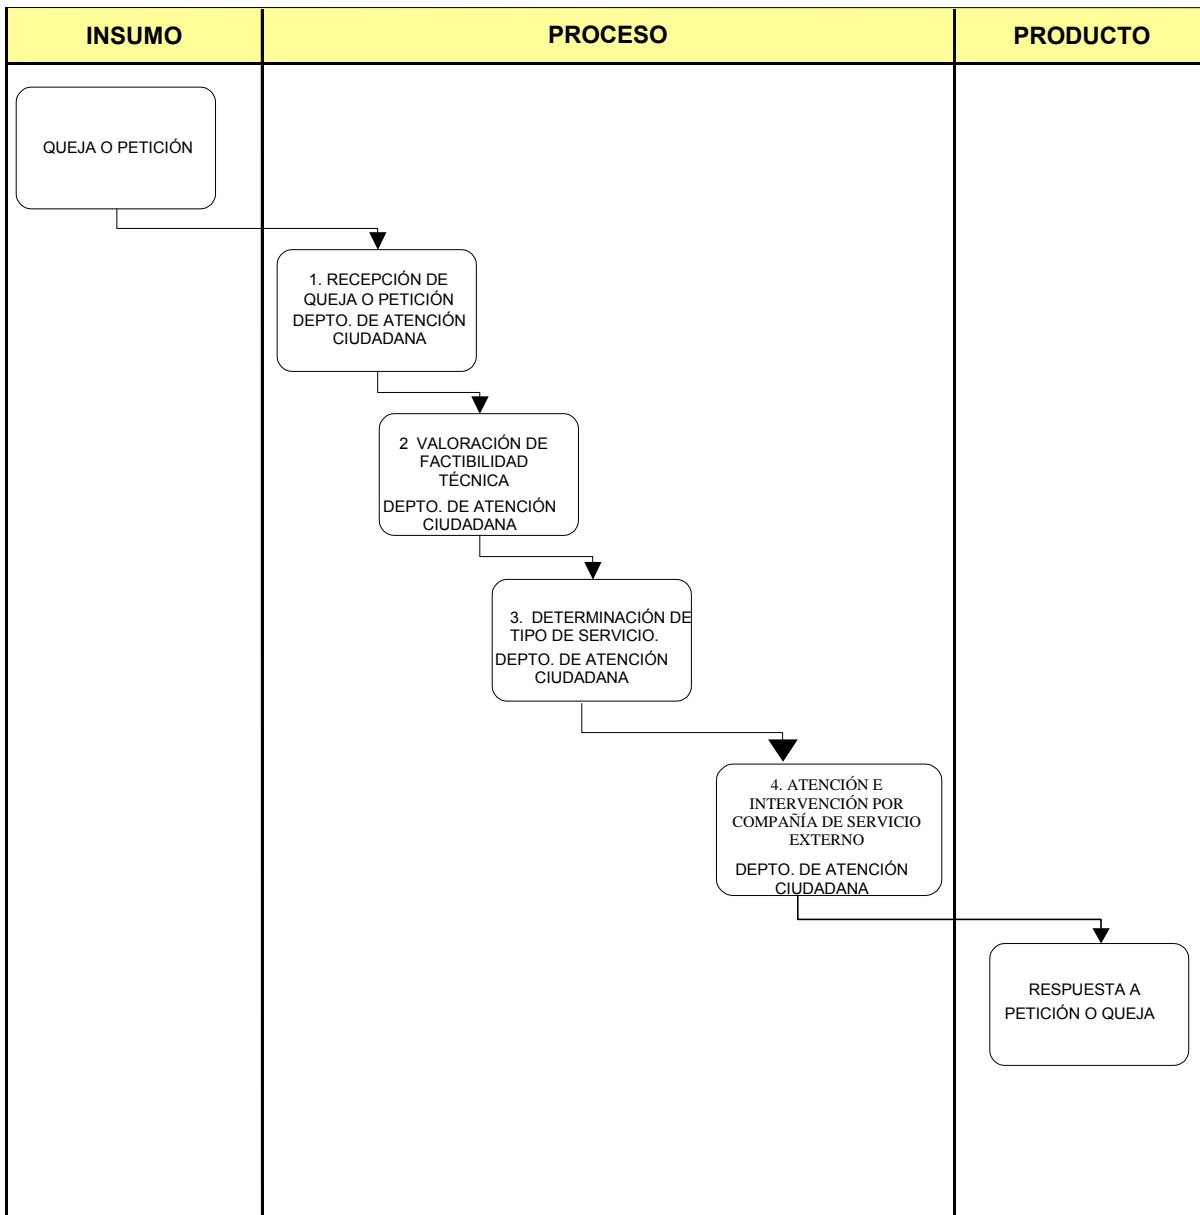 INSUMO
PROCESO
PRODUCTO
QUEJA O PETICIÓN
1. RECEPCIÓN DE
QUEJA O PETICIÓN
DEPTO. DE ATENCIÓN
CIUDADANA
2 VALORACIÓN DE
FACTIBILIDAD
TÉCNICA
DEPTO. DE ATENCIÓN
CIUDADANA
3. DETERMINACIÓN DE
TIPO DE SERVICIO.
DEPTO. DE ATENCIÓN
CIUDADANA
4. ATENCIÓN E
INTERVENCIÓN POR
COMPAÑÍA DE SERVICIO
EXTERNO
DEPTO. DE ATENCIÓN
CIUDADANA
RESPUESTA A
PETICIÓN O QUEJA